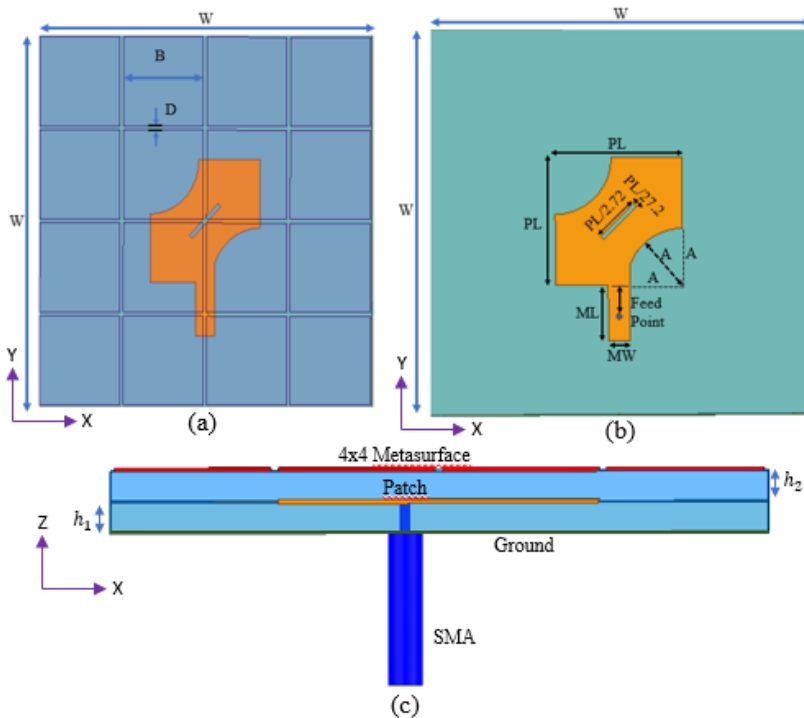 W
B
D
W
Y
X
(a)
W
W
PL
PL
PL/2.72
PL/27.2
A
A
A
Feed
Point
ML
MW
Y
X
(b)
4x4 Metasurface
Patch
h₂
h₁
Z
Ground
X
SMA
(c)